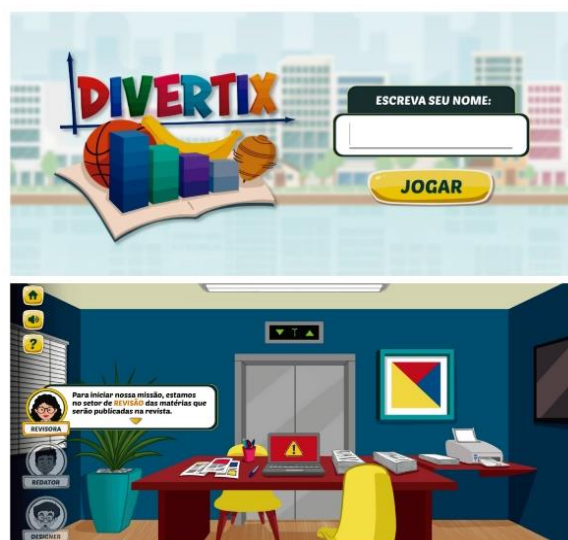 DIVERTIX
ESCREVA SEU NOME:
JOGAR
?
T
Para iniciar nossa missão, estamos
no setor de REVISÃO das matérias que
serão publicadas na revista.
REVISORA
REDATOR
DESIGNER